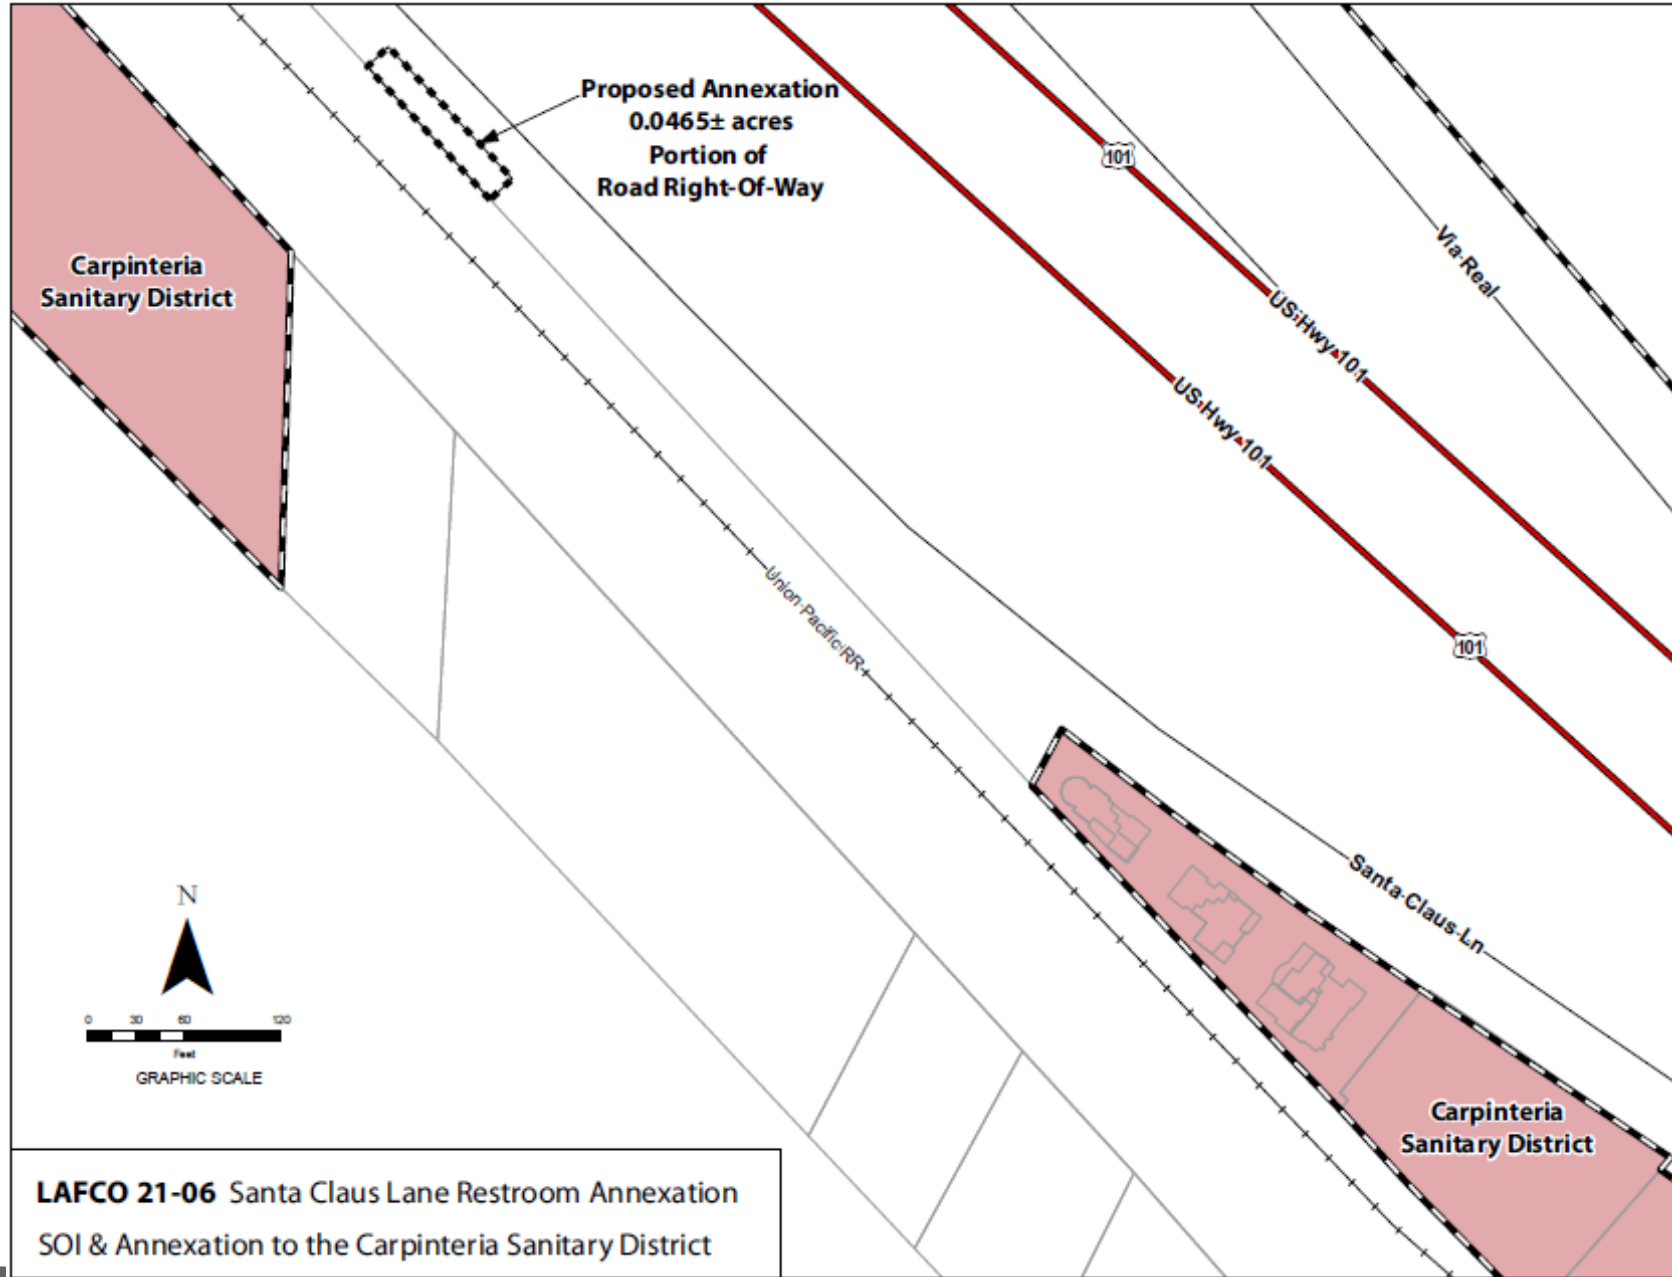 Proposed Annexation
0.0465± acres
Portion of
Road Right-Of-Way
101
Via Real
Carpinteria
Sanitary District
US Hwy 101
US Hwy 101
Union Pacific RR
101
Santa Claus Ln
N
0 30 60 120
Feet
GRAPHIC SCALE
Carpinteria
Sanitary District
LAFCO 21-06 Santa Claus Lane Restroom Annexation
SOI & Annexation to the Carpinteria Sanitary District